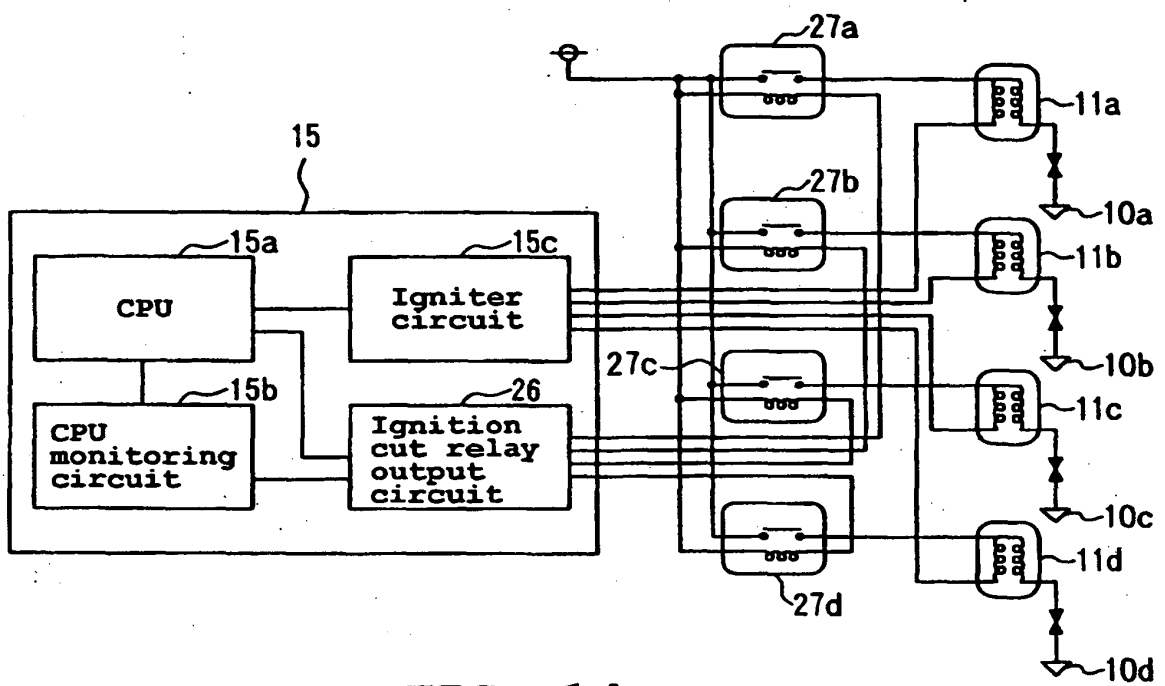 27a
11a
15
27b
10a
15a
15c
11b
CPU
Igniter
circuit
27c
10b
15b
26
11c
CPU
monitoring
circuit
Ignition
cut relay
output
circuit
10c
11d
27d
10d